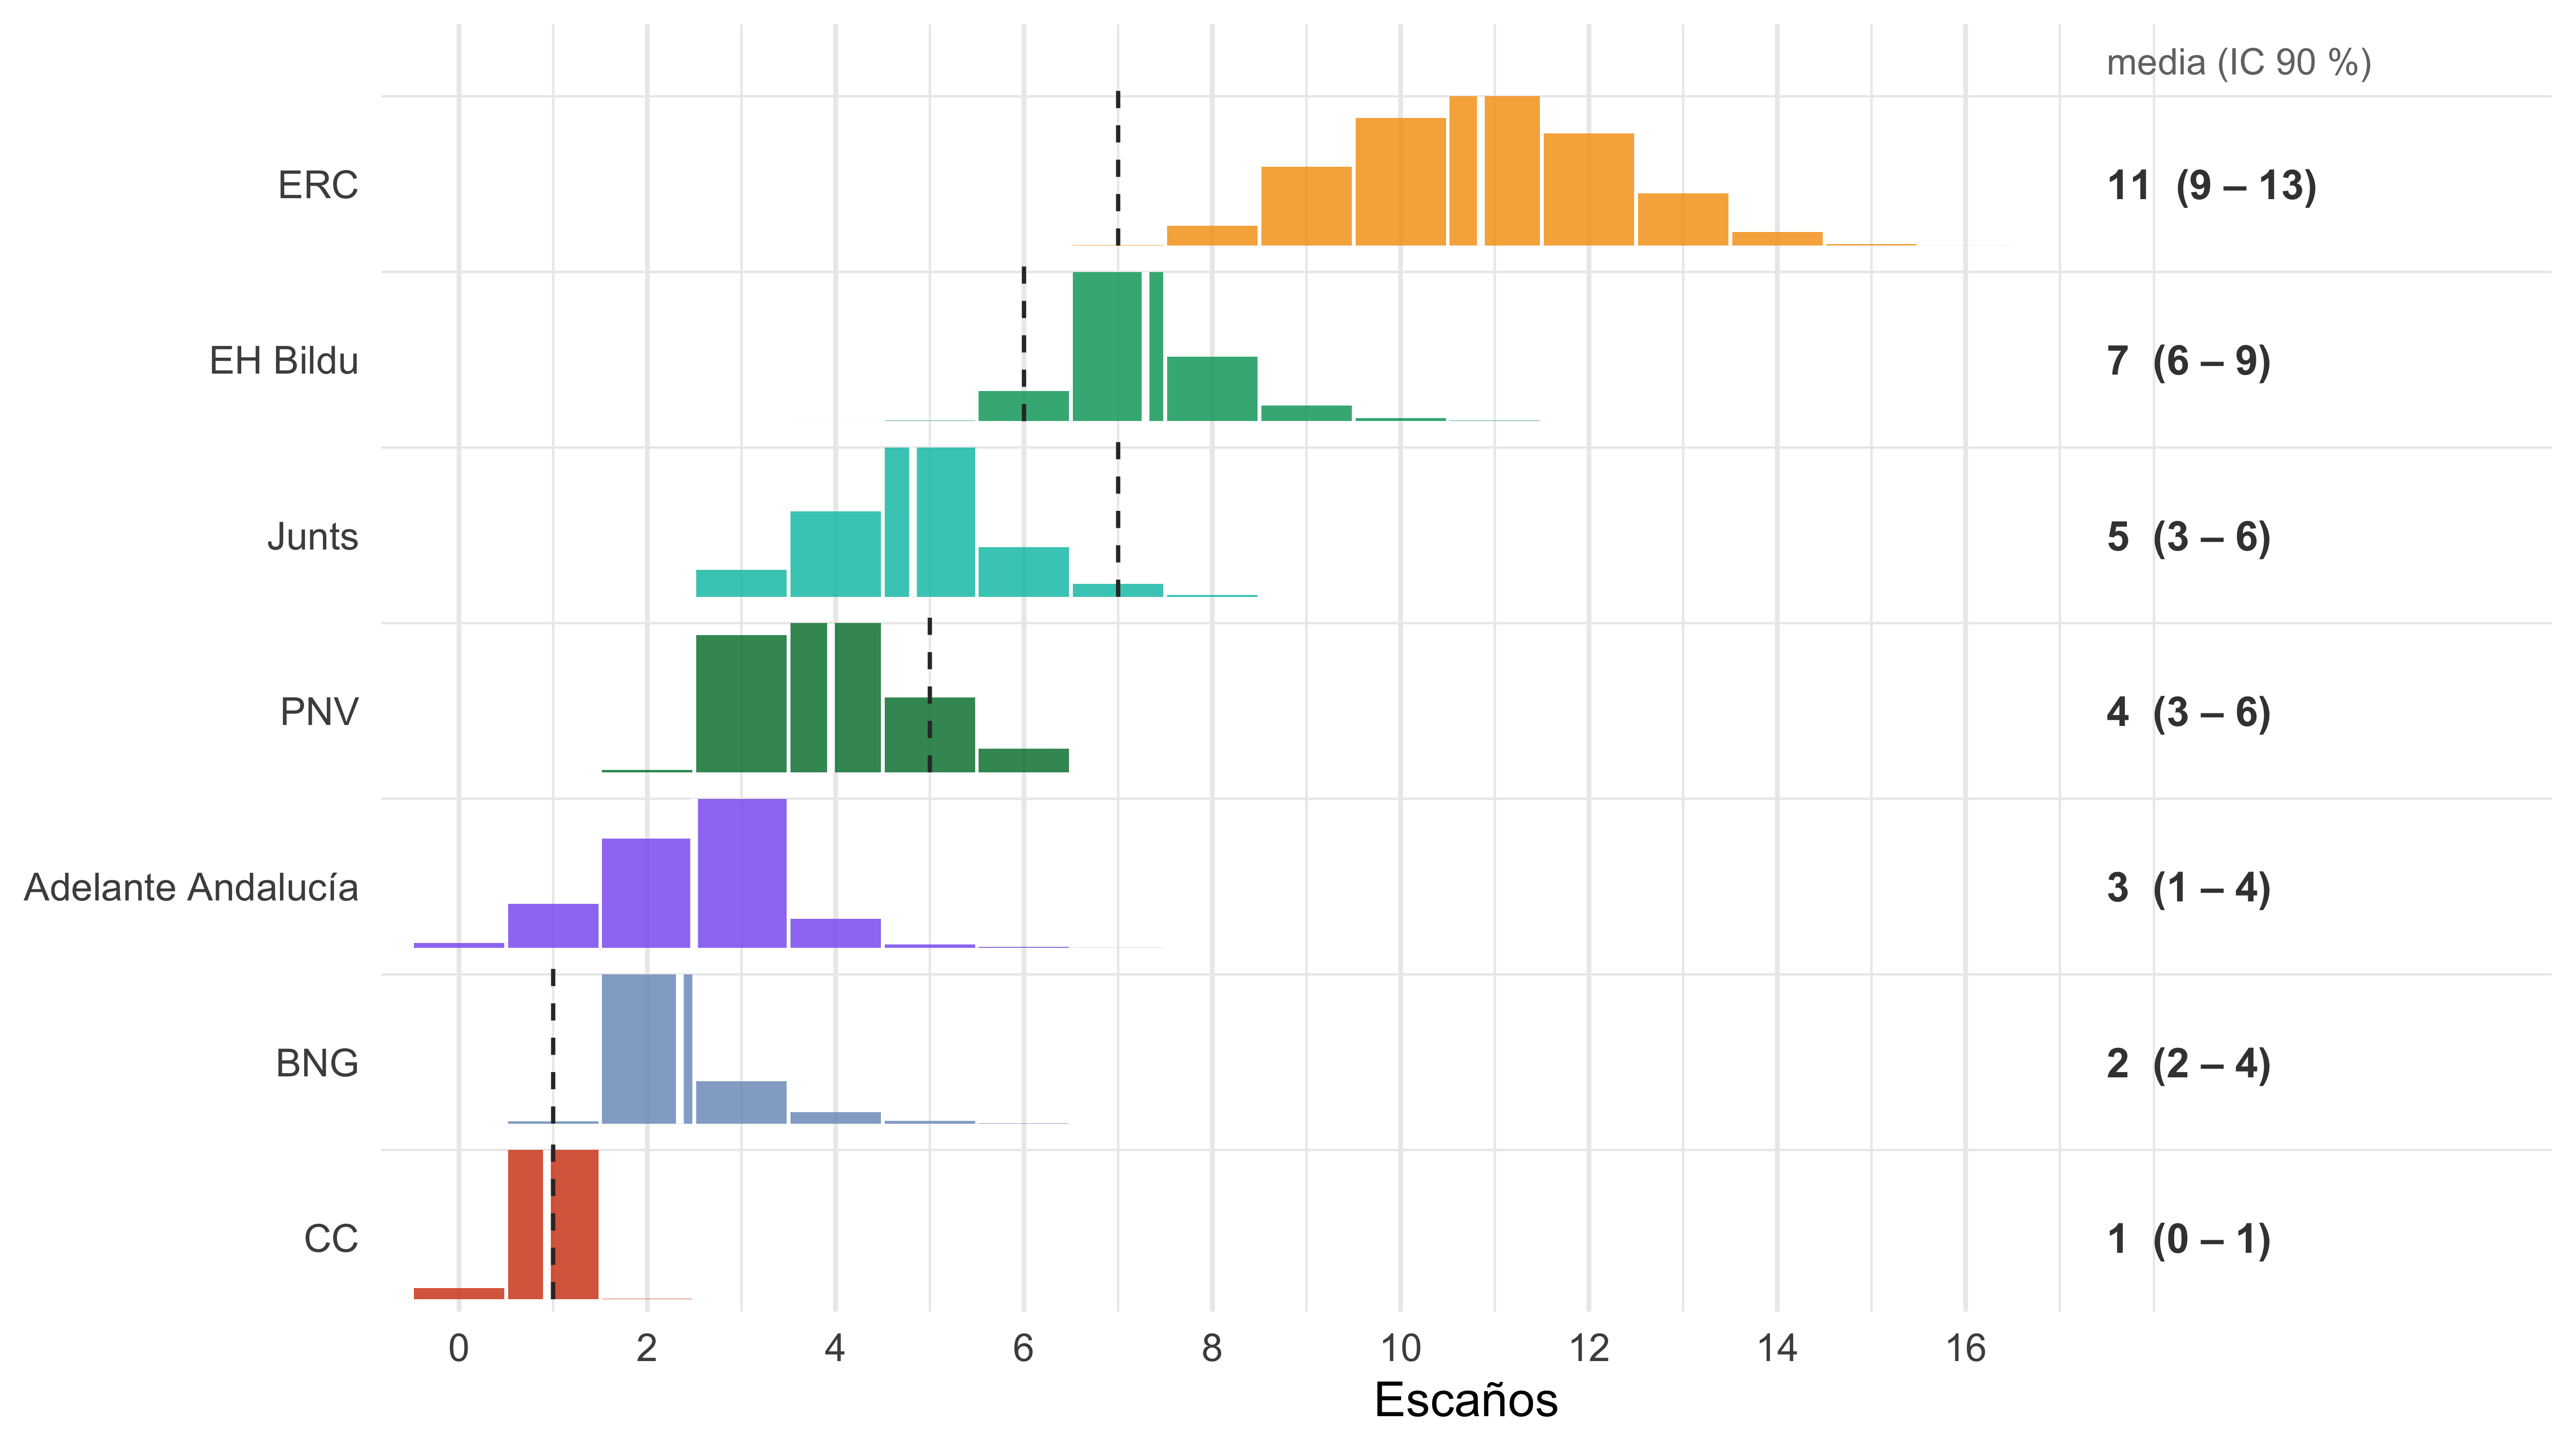 media (IC 90 %)
ERC 11 (9 – 13)
EH Bildu 7 (6 – 9)
Junts 5 (3 – 6)
PNV 4 (3 – 6)
Adelante Andalucía 3 (1 – 4)
BNG 2 (2 – 4)
CC 1 (0 – 1)
0 2 4 6 8 10 12 14 16
Escaños